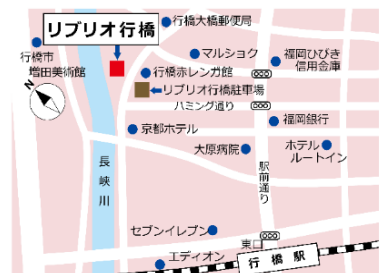 リブリオ行橋
行橋大橋郵便局
行橋市
増田美術館
マルショク
福岡ひびき
信用金庫
行橋赤レンガ館
リブリオ行橋駐車場
N
ハミング通り
京都ホテル
福岡銀行
大原病院
ホテル
ルートイン
長峡川
駅前通り
セブンイレブン
東口
エディオン
行橋駅